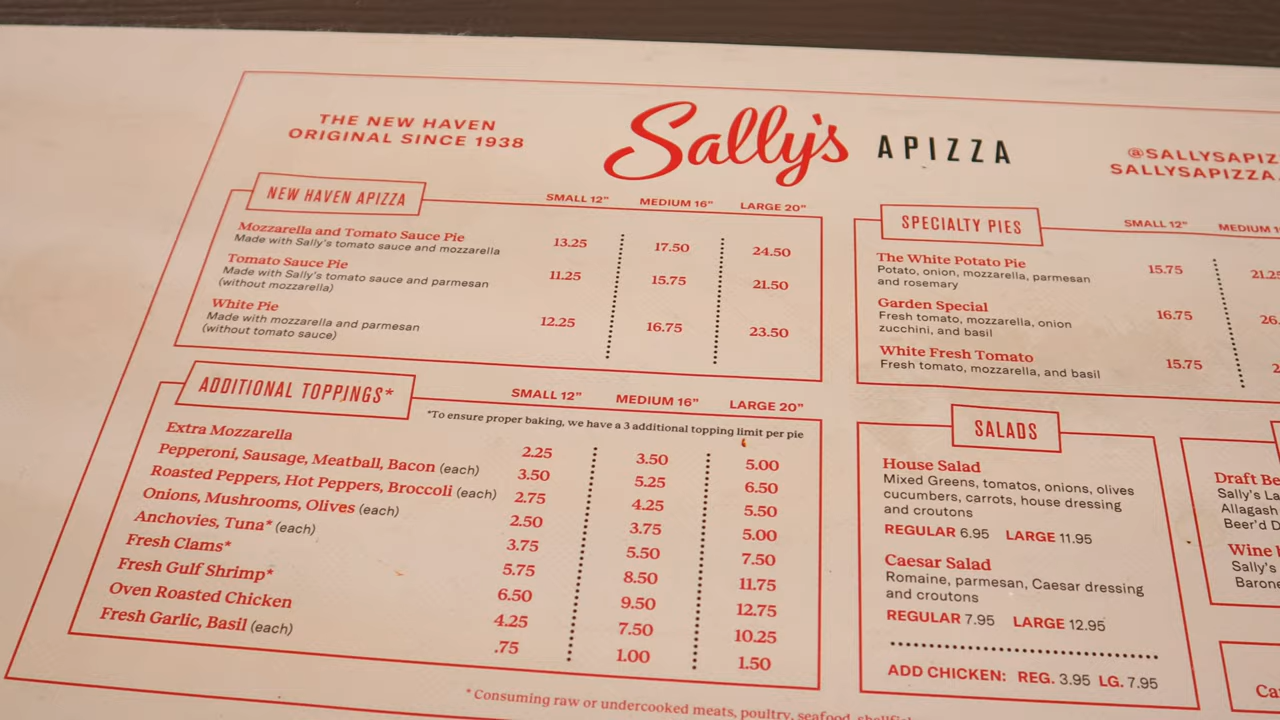 THE NEW HAVEN
ORIGINAL SINCE 1938
Sally's APIZZA
SALLYSAPIZZA
NEW HAVEN APIZZA
SMALL 12" MEDIUM 16" LARGE 20"
Mozzarella and Tomato Sauce Pie 13.25 17.50 24.50
Made with Sally's tomato sauce and mozzarella
Tomato Sauce Pie 11.25 15.75 21.50
Made with Sally's tomato sauce and parmesan
(without mozzarella)
White Pie 12.25 16.75 23.50
Made with mozzarella and parmesan
(without tomato sauce)
ADDITIONAL TOPPINGS*
SMALL 12" MEDIUM 16" LARGE 20"
*To ensure proper baking, we have a 3 additional topping limit per pie
Extra Mozzarella 2.25 3.50 5.00
Pepperoni, Sausage, Meatball, Bacon (each) 3.50 5.25 6.50
Roasted Peppers, Hot Peppers, Broccoli (each) 2.75 4.25 5.50
Onions, Mushrooms, Olives (each) 2.50 3.75 5.00
Anchovies, Tuna* (each) 3.75 5.50 7.50
Fresh Clams* 5.75 8.50 11.75
Fresh Gulf Shrimp* 6.50 9.50 12.75
Oven Roasted Chicken 4.25 7.50 10.25
Fresh Garlic, Basil (each) .75 1.00 1.50
SPECIALTY PIES
SMALL 12" MEDIUM
The White Potato Pie 15.75
Potato, onion, mozzarella, parmesan
and rosemary
Garden Special 16.75
Fresh tomato, mozzarella, onion
zucchini, and basil
White Fresh Tomato 15.75
Fresh tomato, mozzarella, and basil
SALADS
House Salad
Mixed Greens, tomatoes, onions, olives
cucumbers, carrots, house dressing
and croutons
REGULAR 6.95 LARGE 11.95
Caesar Salad
Romaine, parmesan, Caesar dressing
and croutons
REGULAR 7.95 LARGE 12.95
ADD CHICKEN: REG. 3.95 LG. 7.95
Draft
Sally's
Allagash
Beer'd
Wine
Sally's
* Consuming raw or undercooked meats, poultry, seafood,